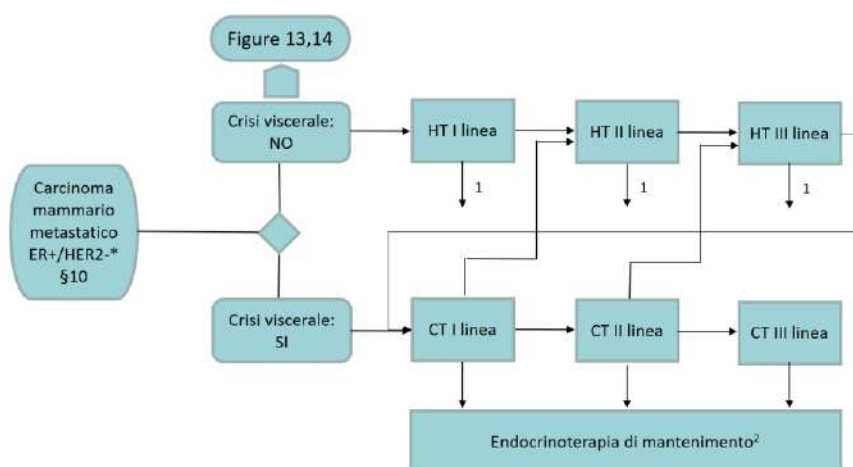 Figure 13,14
Crisi viscerale:
NO
HT I linea
HT II linea
HT III linea
1
1
1
Carcinoma
mammario
metastatico
ER+/HER2-*
§10
Crisi viscerale:
SI
CT I linea
CT II linea
CT III linea
Endocrinoterapia di mantenimento²